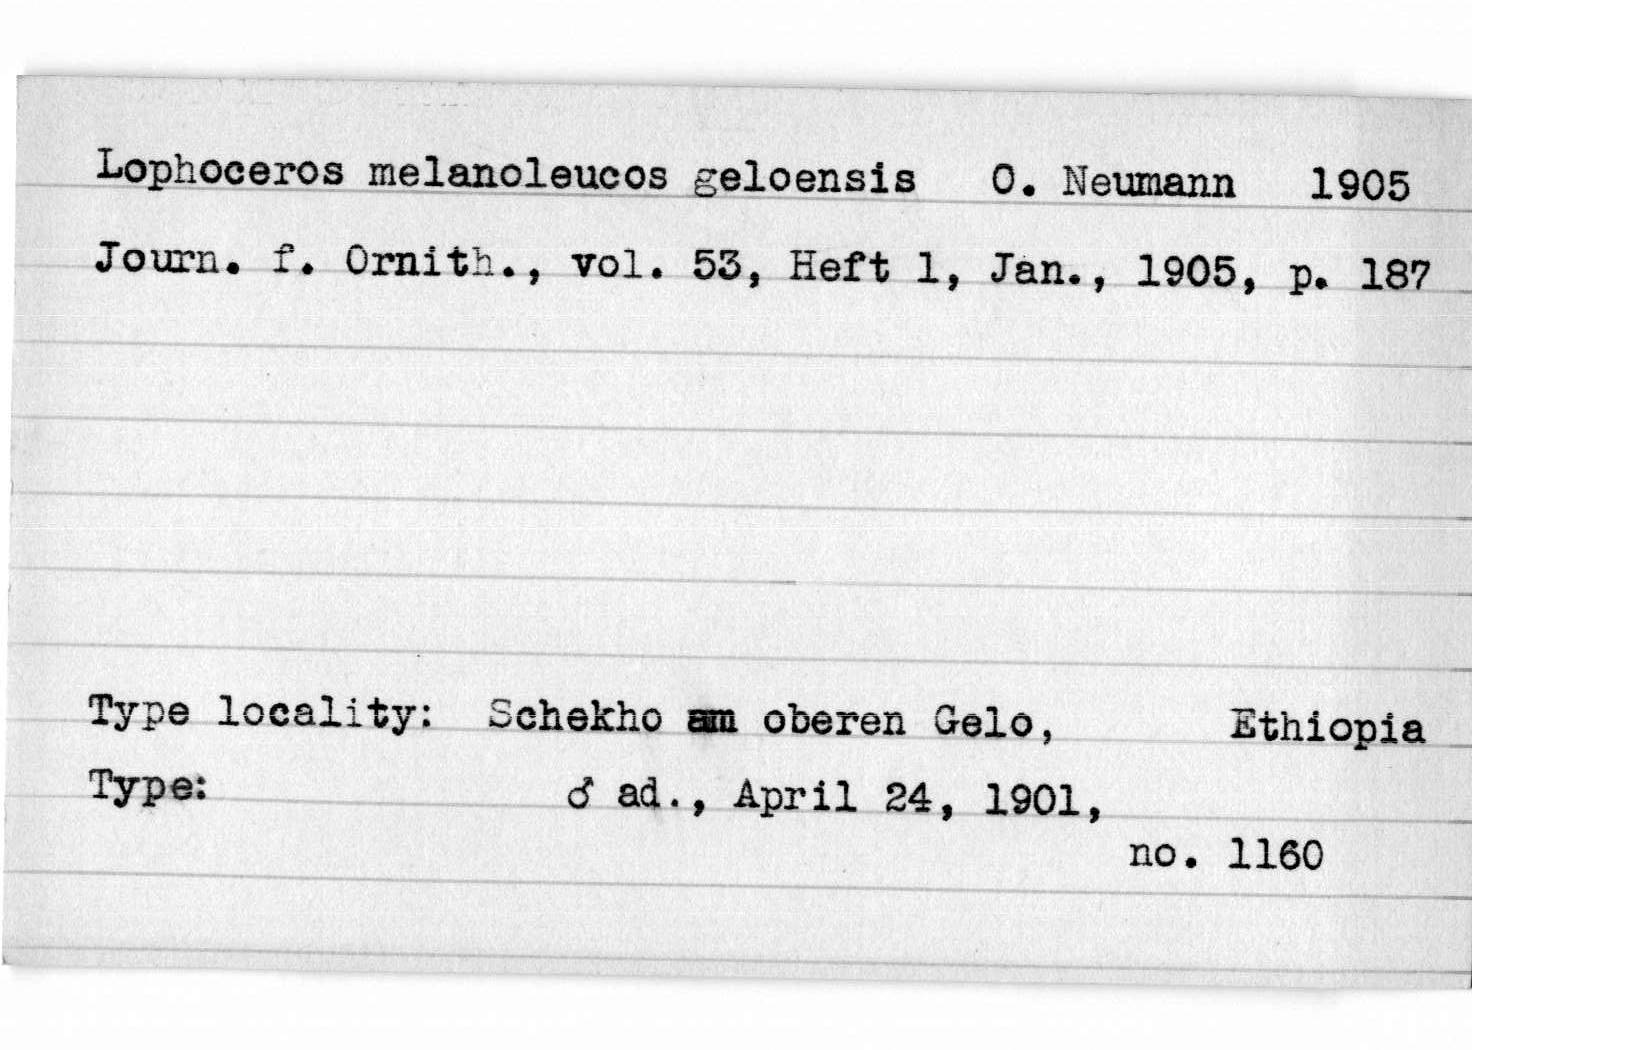 Lophoceros melanoleucos geloensis O. Neumann 1905
Journ. f. Ornith., vol. 53, Heft 1, Jan., 1905, p. 187
Type locality: Schekho am oberen Gelo, Ethiopia
Type: ♂ ad., April 24, 1901,
no. 1160